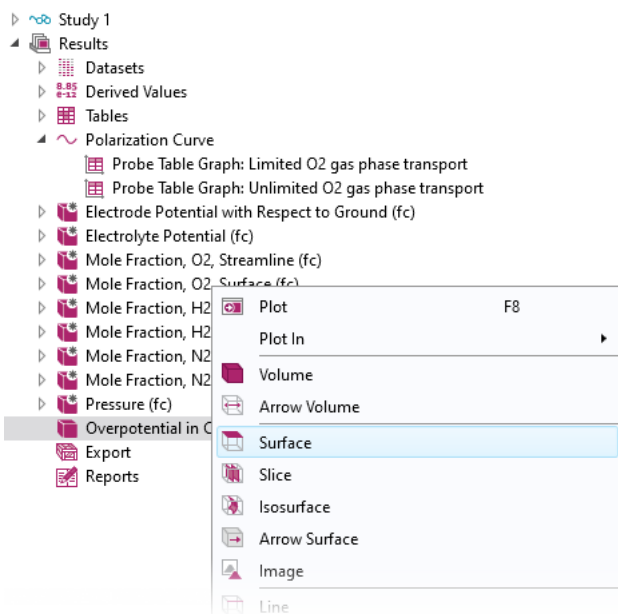 Study 1
Results
Datasets
8.85
e-12
Derived Values
Tables
Polarization Curve
Probe Table Graph: Limited O2 gas phase transport
Probe Table Graph: Unlimited O2 gas phase transport
Electrode Potential with Respect to Ground (fc)
Electrolyte Potential (fc)
Mole Fraction, O2, Streamline (fc)
Mole Fraction, O2, Surface (fc)
Mole Fraction, H2
Mole Fraction, H2
Mole Fraction, N2
Mole Fraction, N2
Pressure (fc)
Overpotential in C
Export
Reports
Plot F8
Plot In
Volume
Arrow Volume
Surface
Slice
Isosurface
Arrow Surface
Image
Line